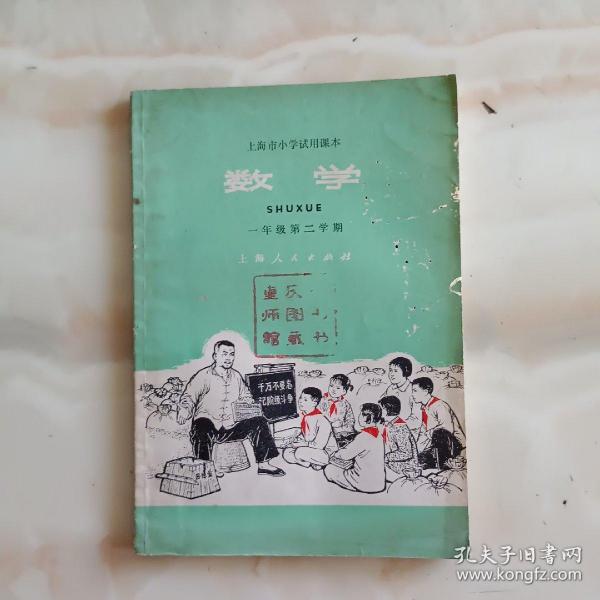 上海市小学试用课本
数学
SHUXUE
一年级第二学期
上海人民出版社
重庆
师图
馆藏书
千万不要忘
记阶级斗争
孔夫子旧书网
www.kongfz.com